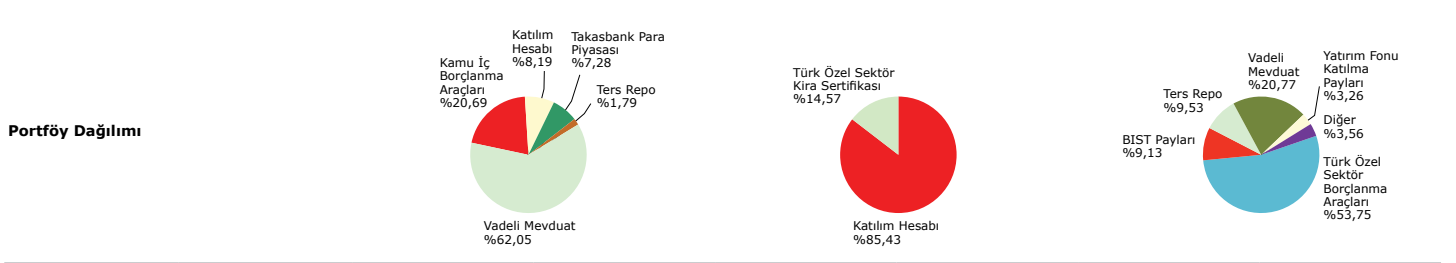 Portföy Dağılımı
Kamu İç
Borçlanma
Araçları
%20,69
Katılım
Hesabı
%8,19
Takasbank Para
Piyasası
%7,28
Ters Repo
%1,79
Vadeli Mevduat
%62,05
Türk Özel Sektör
Kira Sertifikası
%14,57
Katılım Hesabı
%85,43
BIST Payları
%9,13
Ters Repo
%9,53
Vadeli
Mevduat
%20,77
Yatırım Fonu
Katılma
Payları
%3,26
Diğer
%3,56
Türk Özel
Sektör
Borçlanma
Araçları
%53,75